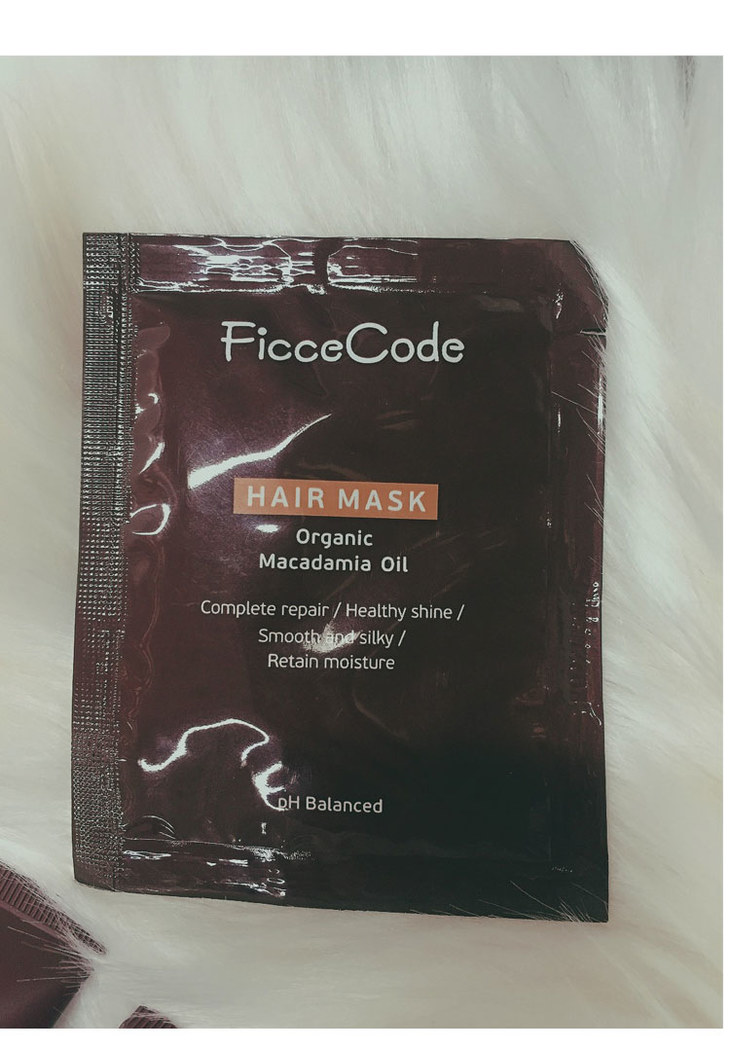 FicceCode
HAIR MASK
Organic
Macadamia Oil
Complete repair / Healthy shine /
Smooth and silky /
Retain moisture
pH Balanced